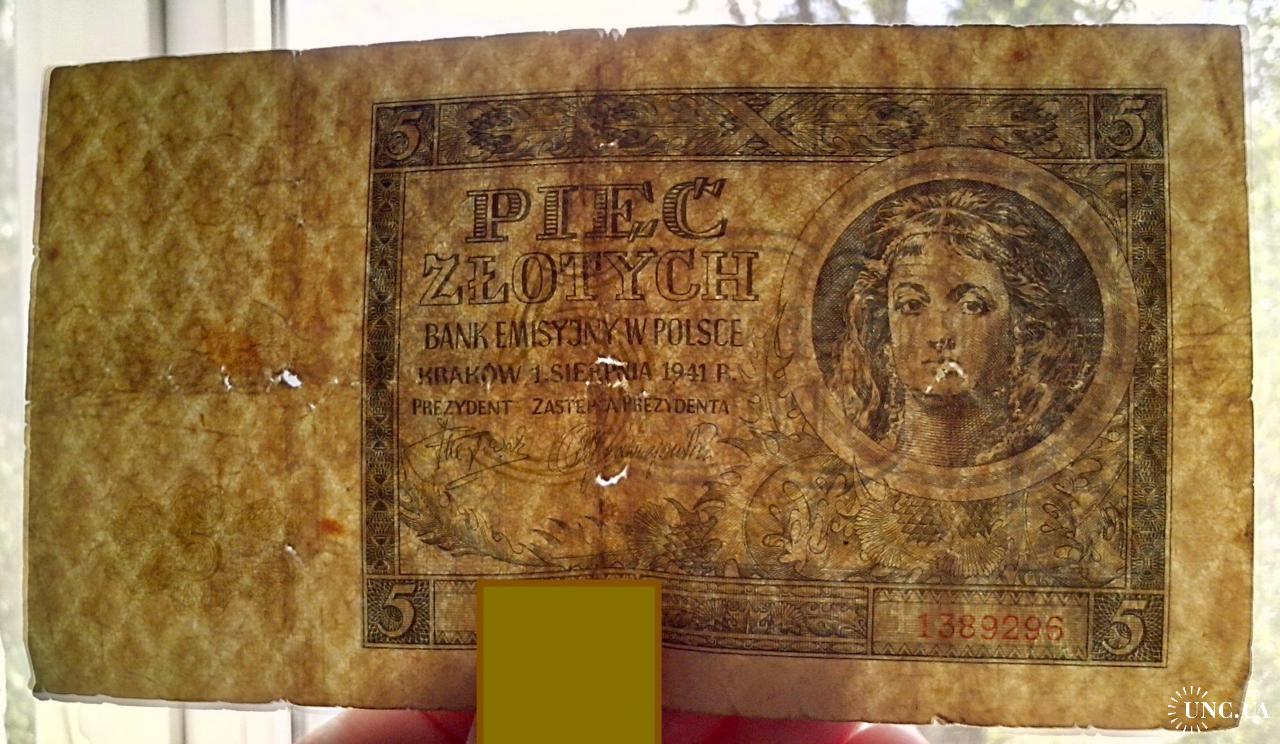 5 5
PIĘĆ
ZŁOTYCH
BANK EMISYJNY W POLSCE
KRAKÓW 1. SIERPNIA 1941 R.
PREZYDENT ZASTĘPCA PREZYDENTA
5
5 1389296 5
UNC.UA